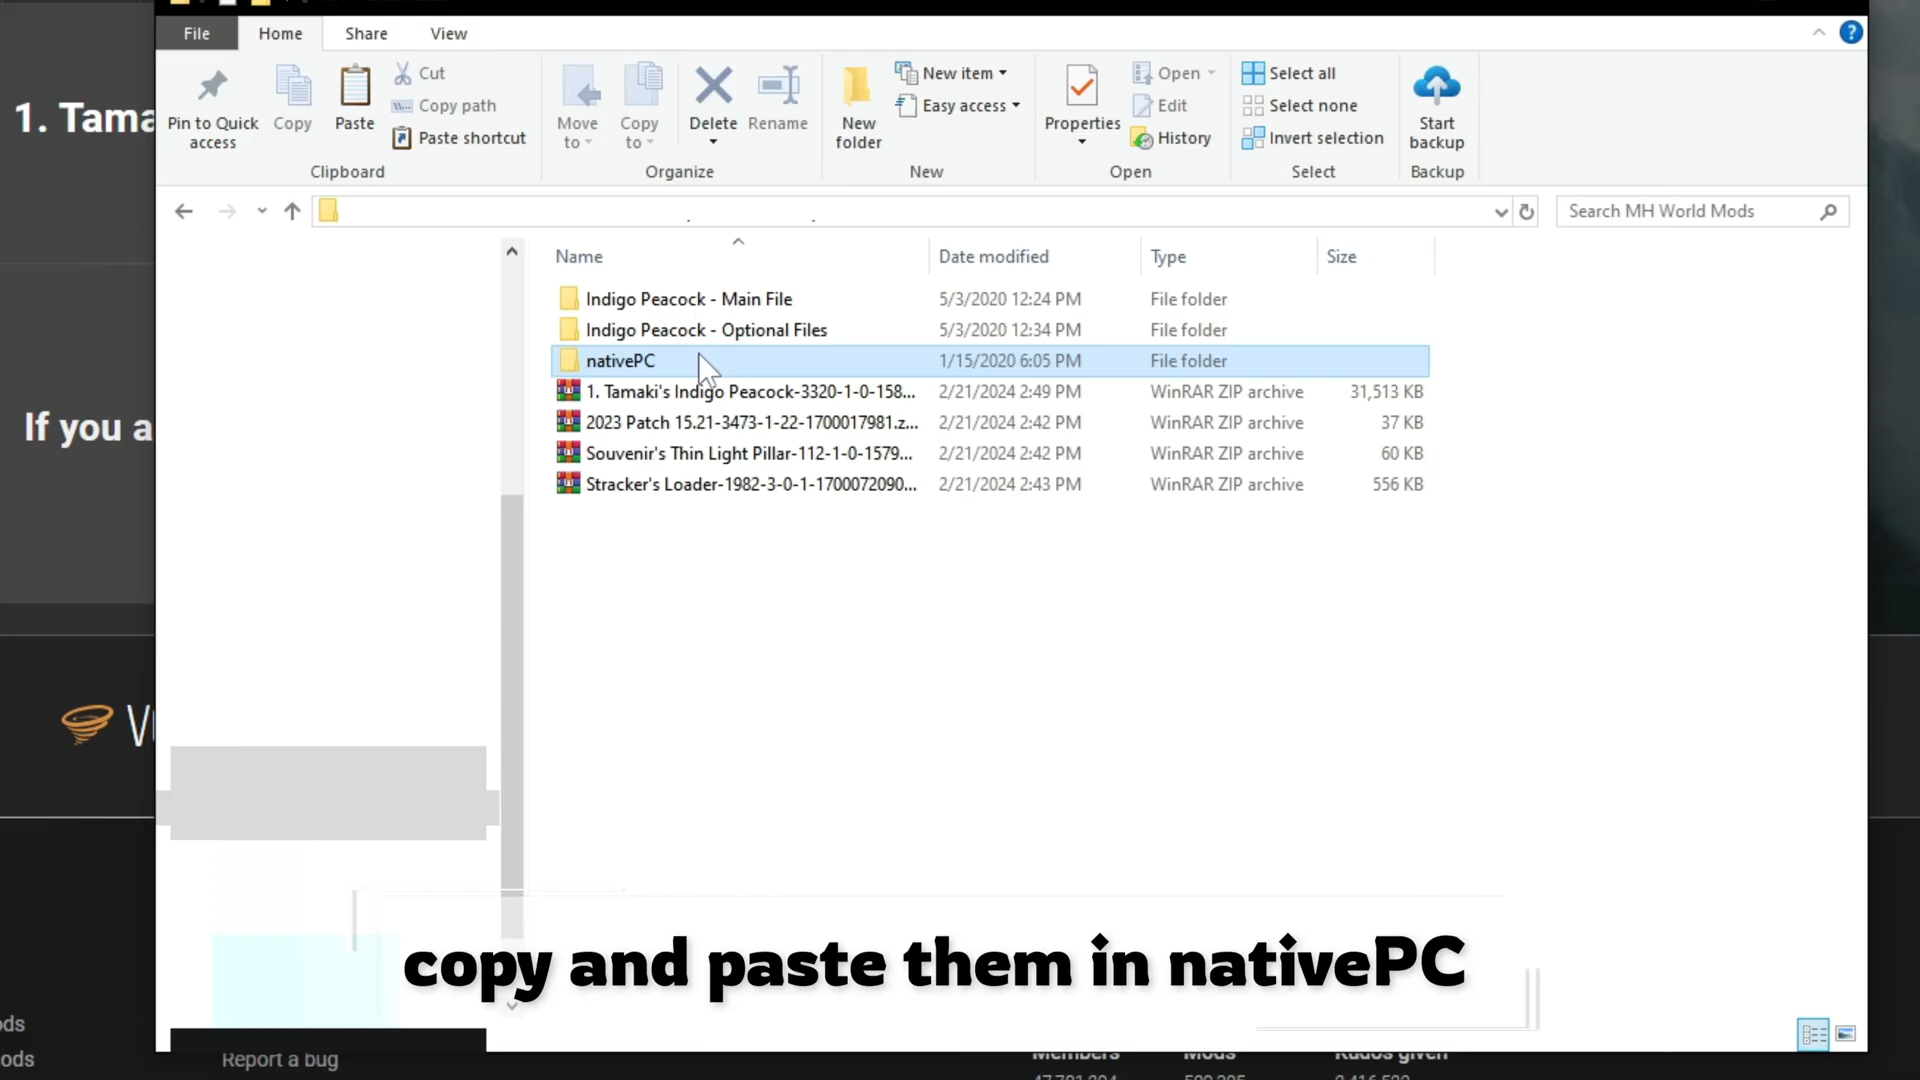 File
Home
Share
View
Pin to Quick access
Copy
Paste
Cut
Copy path
Paste shortcut
Clipboard
Move to
Copy to
Delete
Rename
Organize
New folder
New item
Easy access
New
Properties
Open
Edit
History
Open
Select all
Select none
Invert selection
Select
Start backup
Backup
Search MH World Mods
Name
Date modified
Type
Size
Indigo Peacock - Main File 5/3/2020 12:24 PM File folder
Indigo Peacock - Optional Files 5/3/2020 12:34 PM File folder
nativePC 1/15/2020 6:05 PM File folder
1. Tamaki's Indigo Peacock-3320-1-0-158... 2/21/2024 2:49 PM WinRAR ZIP archive 31,513 KB
2023 Patch 15.21-3473-1-22-1700017981.z... 2/21/2024 2:42 PM WinRAR ZIP archive 37 KB
Souvenir's Thin Light Pillar-112-1-0-1579... 2/21/2024 2:42 PM WinRAR ZIP archive 60 KB
Stracker's Loader-1982-3-0-1-1700072090... 2/21/2024 2:43 PM WinRAR ZIP archive 556 KB
1. Tama
If you a
copy and paste them in nativePC
ods
ods
Report a bug
Members
Mods
Kudos given